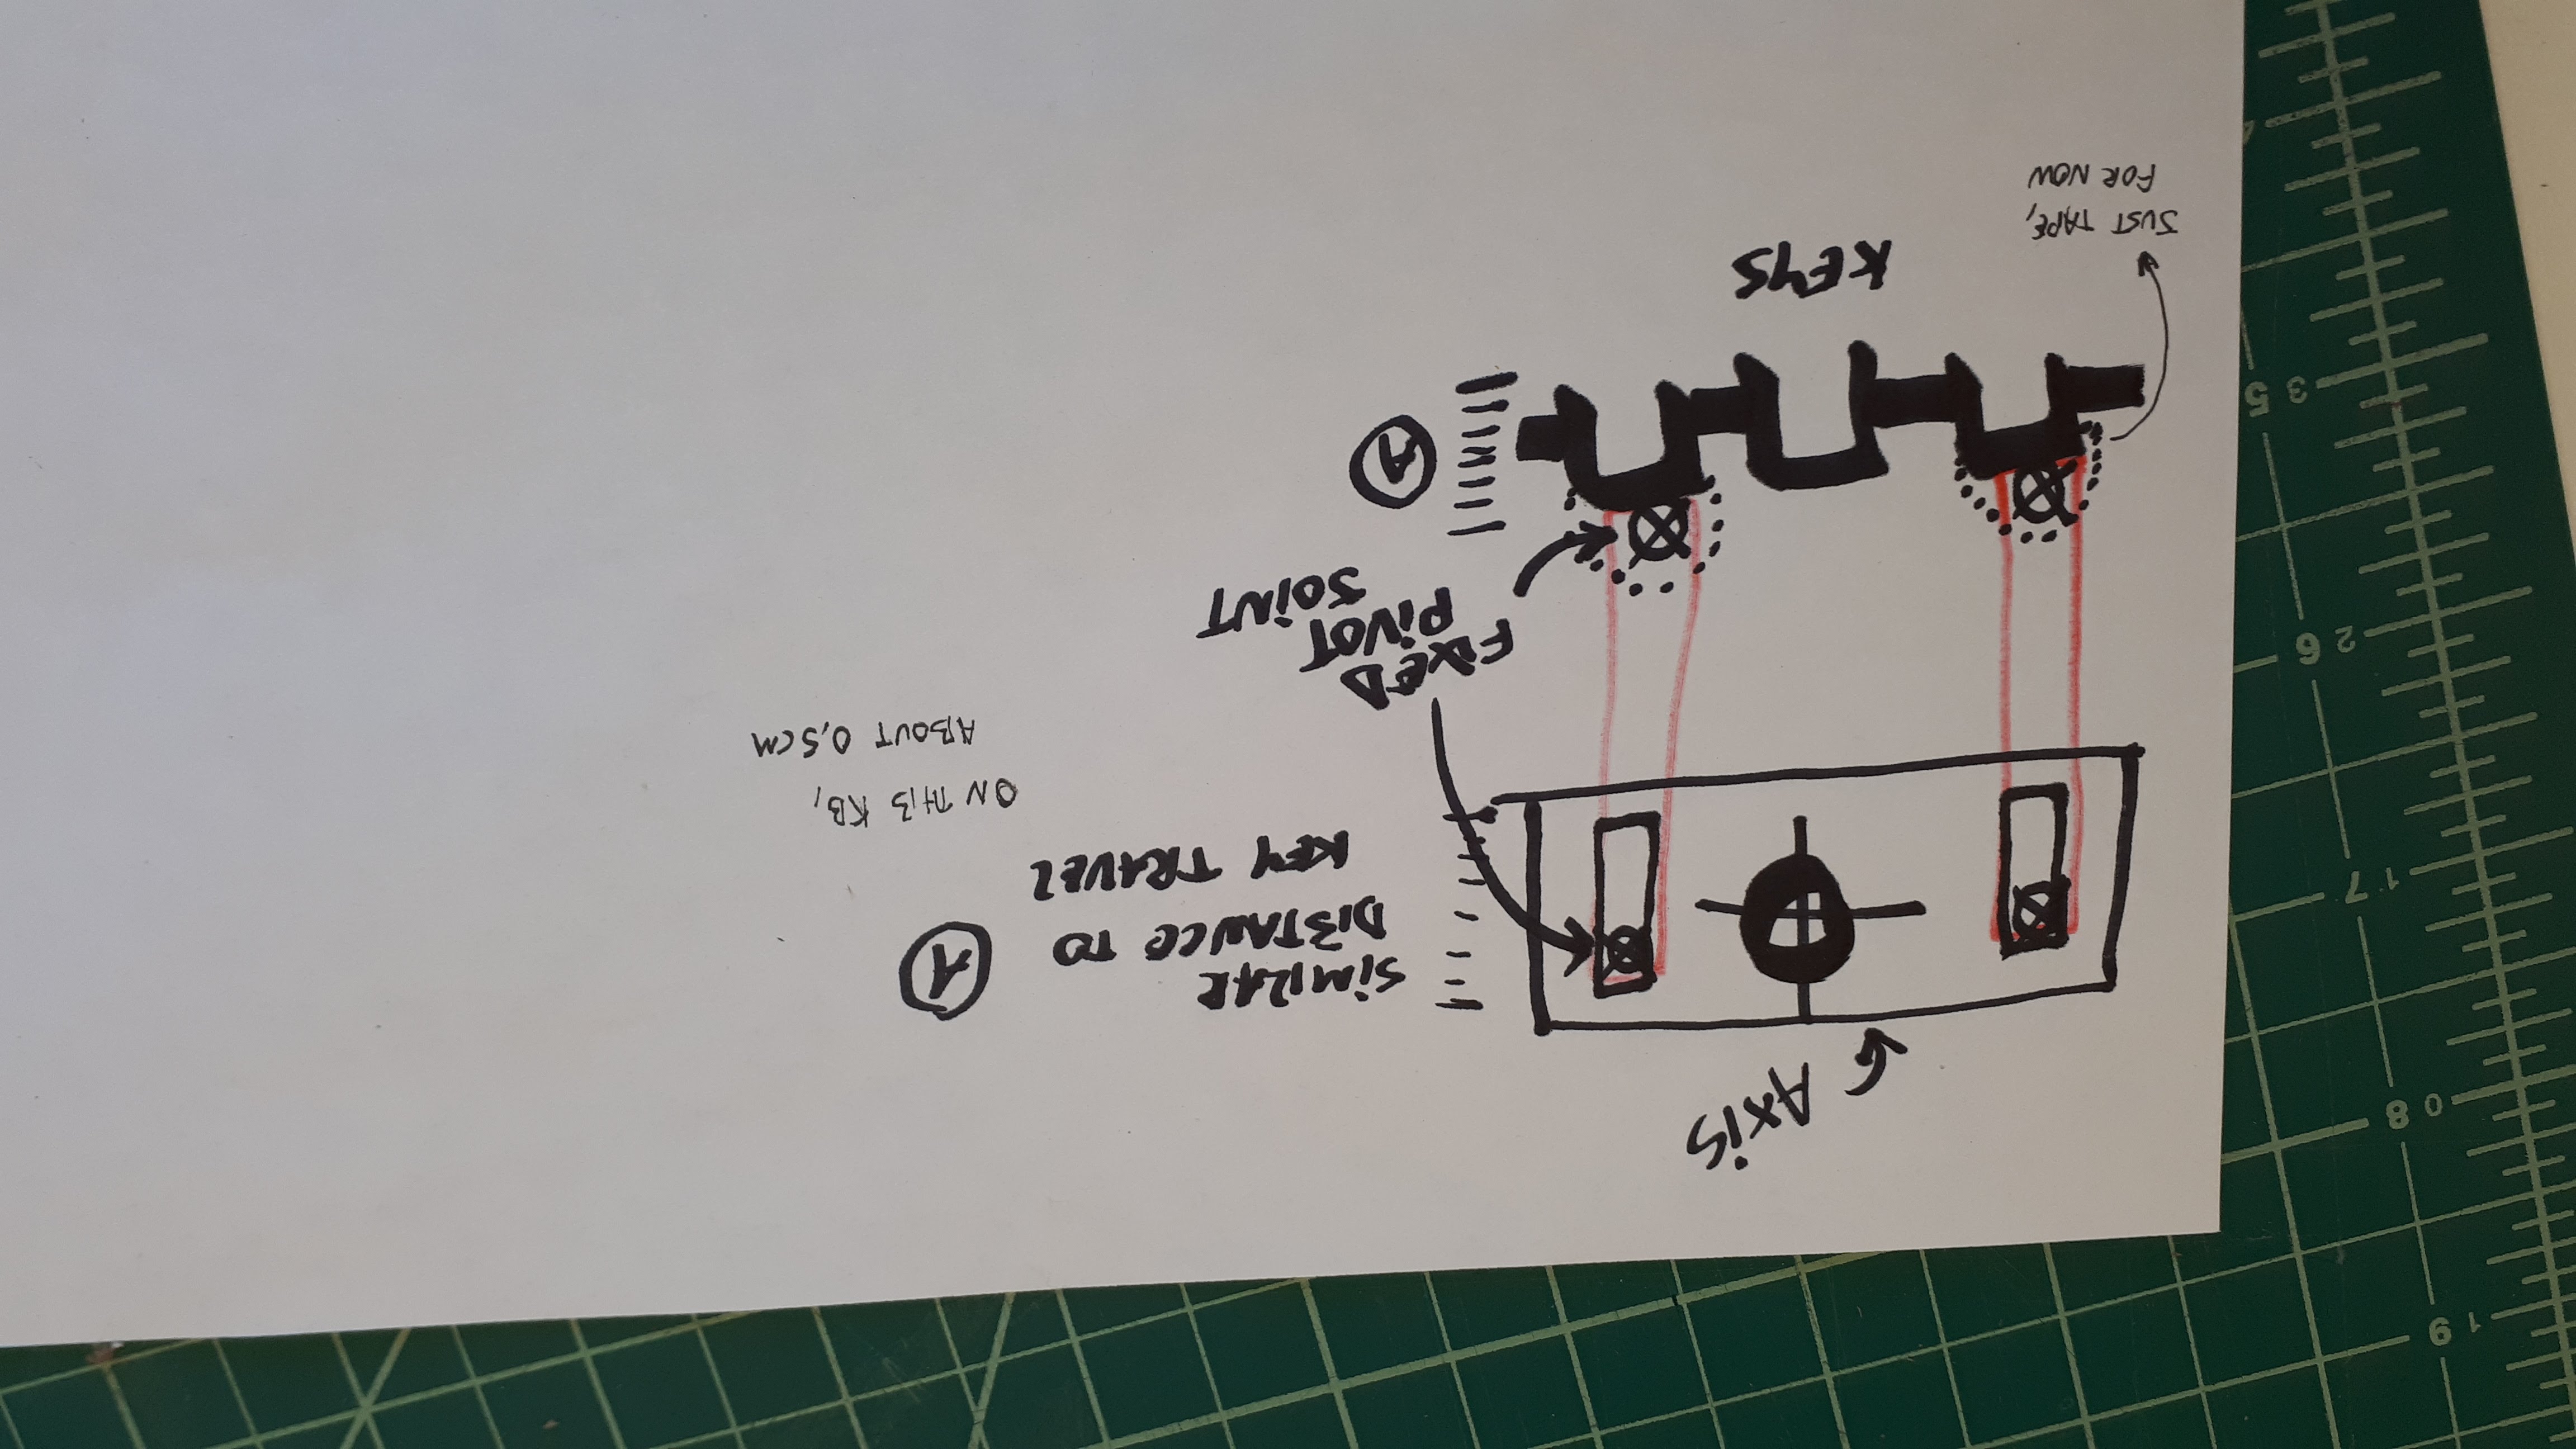 19
08
17
26
35
Axis
SIMILAR
DISTANCE TO
KEY TRAVEL
A
ON THIS KB,
ABOUT 0,5CM
FIXED
PIVOT
JOINT
A
KEYS
JUST TAPE,
FOR NOW